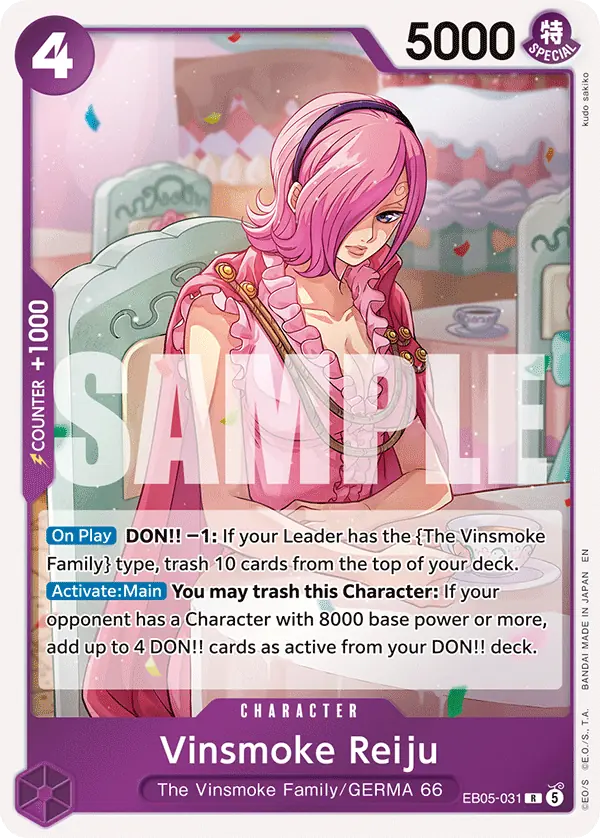 4
5000
特
SPECIAL
kudo sakiko
COUNTER +1000
SAMPLE
On Play DON!! −1: If your Leader has the {The Vinsmoke
Family} type, trash 10 cards from the top of your deck.
Activate:Main You may trash this Character: If your
opponent has a Character with 8000 base power or more,
add up to 4 DON!! cards as active from your DON!! deck.
©EO/S ©E.O./S., T.A. BANDAI MADE IN JAPAN EN
CHARACTER
Vinsmoke Reiju
The Vinsmoke Family/GERMA 66
EB05-031 R 5